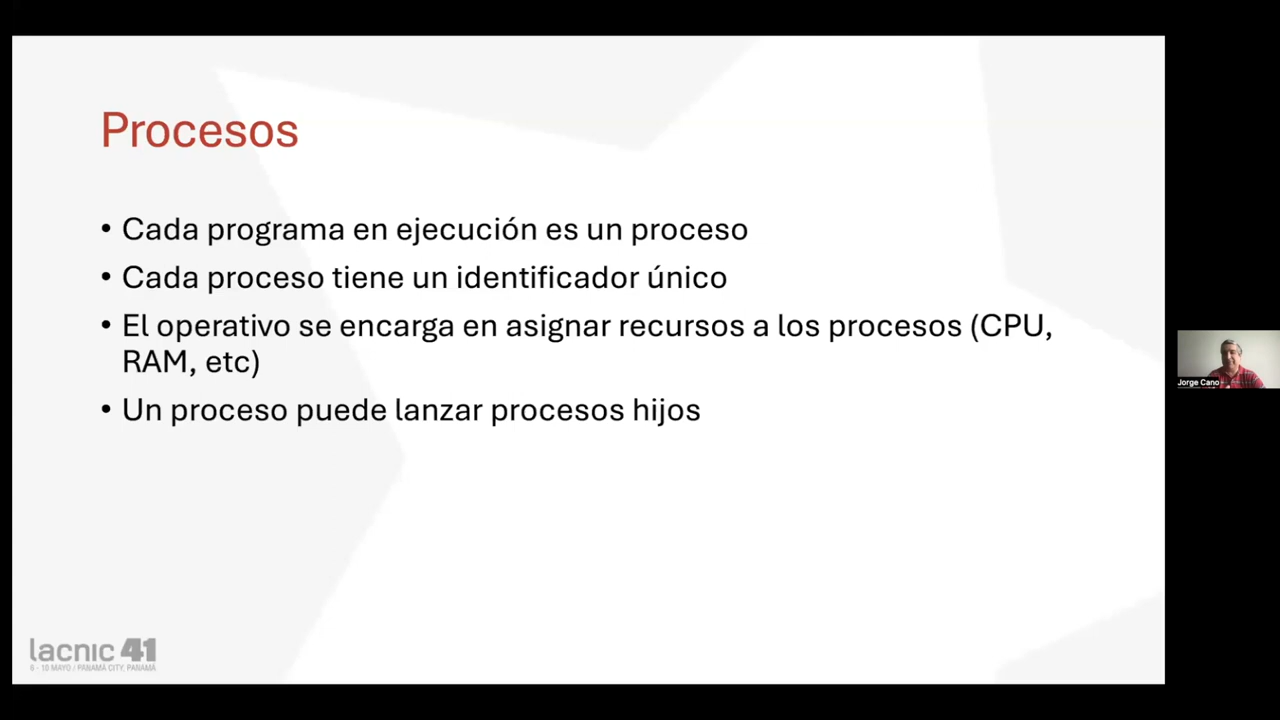 Procesos
• Cada programa en ejecución es un proceso
• Cada proceso tiene un identificador único
• El operativo se encarga en asignar recursos a los procesos (CPU,
RAM, etc)
• Un proceso puede lanzar procesos hijos
Jorge Cano
lacnic 41
6 - 10 MAYO / PANAMÁ CITY, PANAMÁ